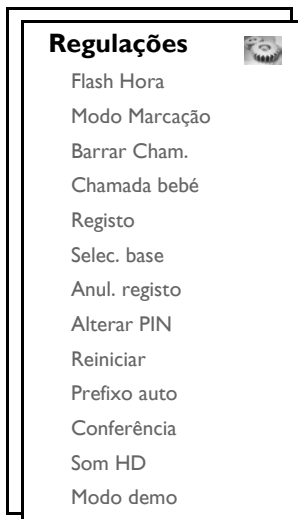 Regulações
Flash Hora
Modo Marcação
Barrar Cham.
Chamada bebé
Registo
Selec. base
Anul. registo
Alterar PIN
Reiniciar
Prefixo auto
Conferência
Som HD
Modo demo